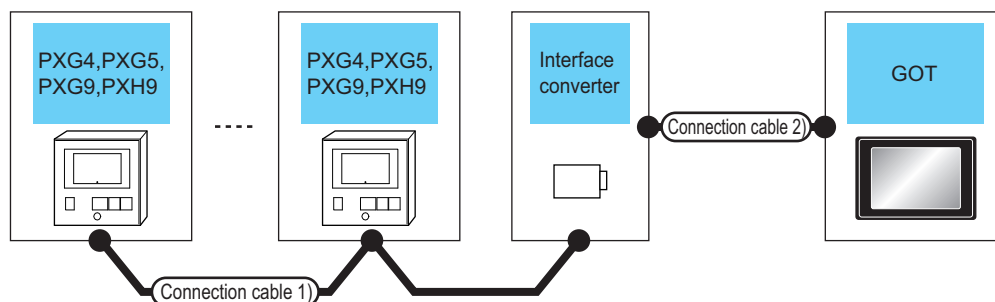 PXG4,PXG5,
PXG9,PXH9
PXG4,PXG5,
PXG9,PXH9
Interface
converter
GOT
Connection cable 2)
Connection cable 1)